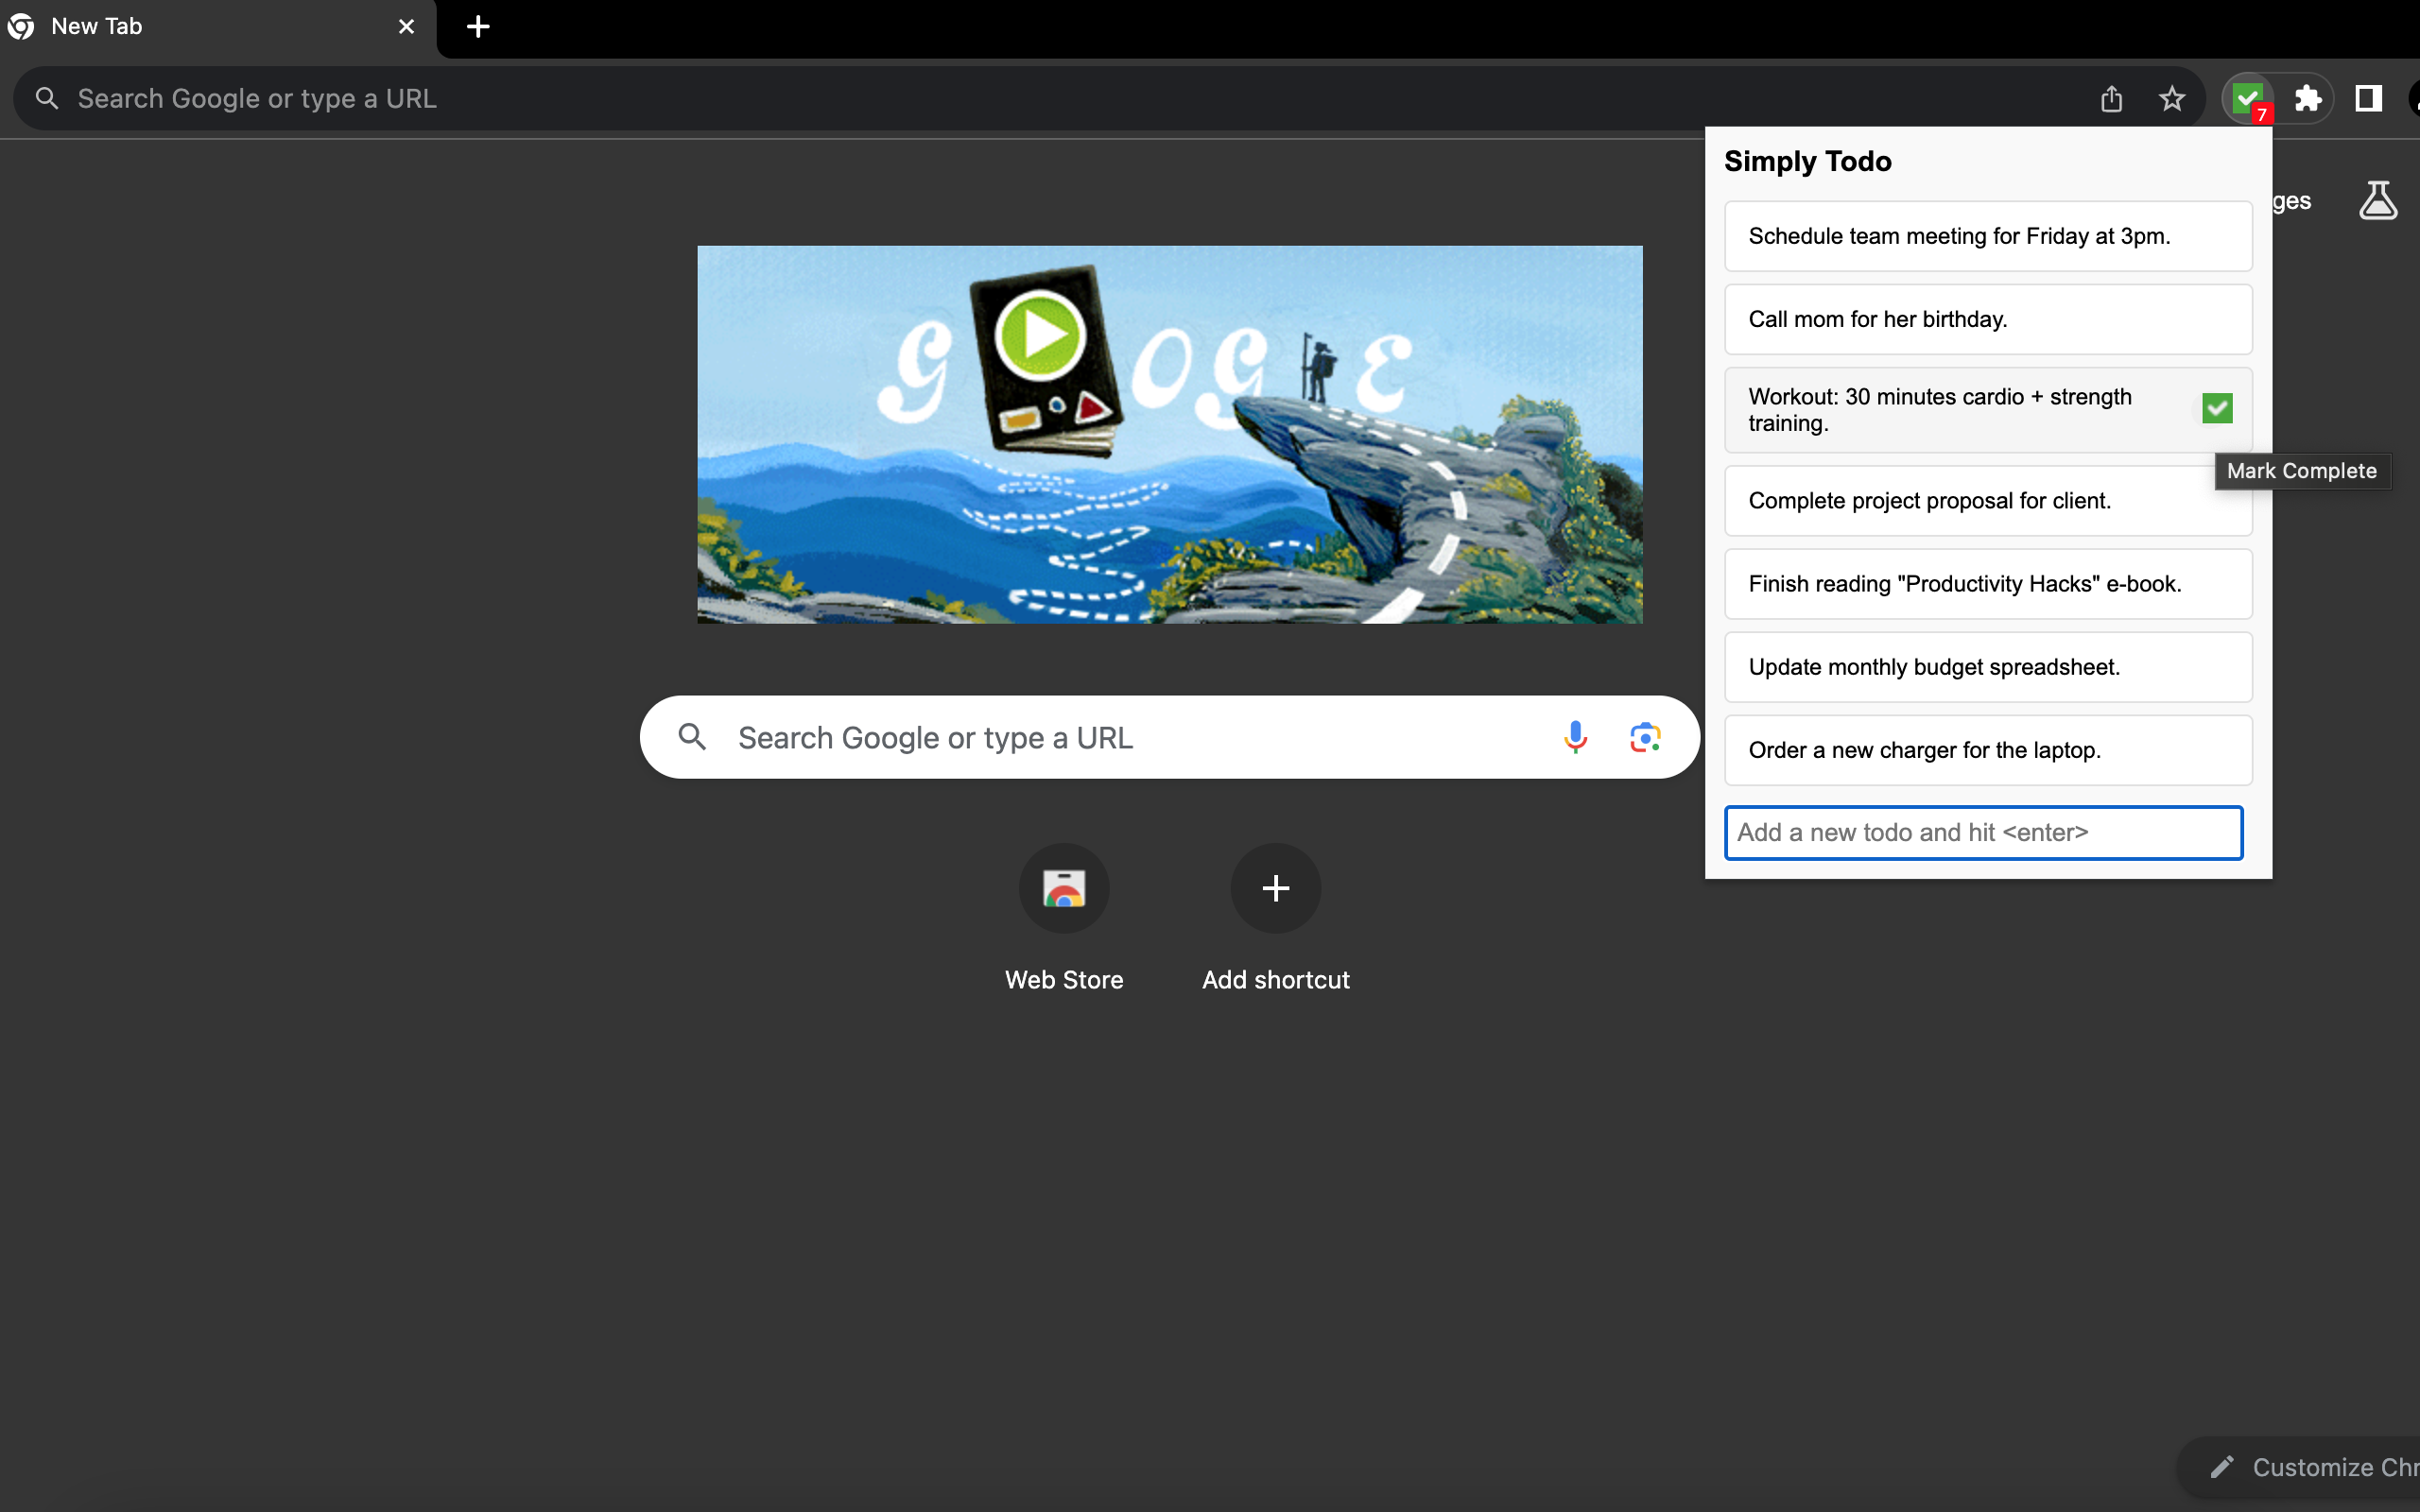 New Tab
Search Google or type a URL
7
Simply Todo
ges
Schedule team meeting for Friday at 3pm.
Call mom for her birthday.
Workout: 30 minutes cardio + strength
training.
Mark Complete
Complete project proposal for client.
Finish reading "Productivity Hacks" e-book.
Update monthly budget spreadsheet.
Order a new charger for the laptop.
Add a new todo and hit <enter>
G OG E
Search Google or type a URL
Web Store
Add shortcut
Customize Chr